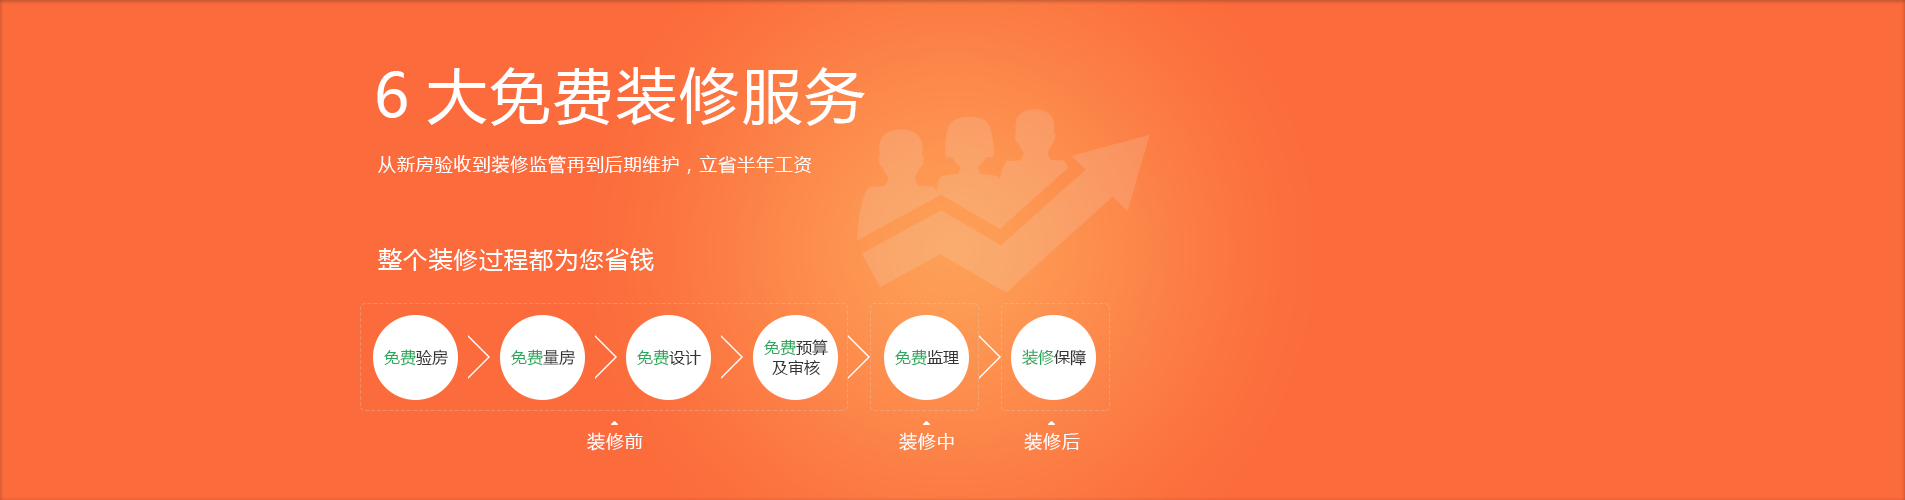 6 大免费装修服务
从新房验收到装修监管再到后期维护，立省半年工资
整个装修过程都为您省钱
免费验房
免费量房
免费设计
免费预算
及审核
免费监理
装修保障
装修前
装修中
装修后